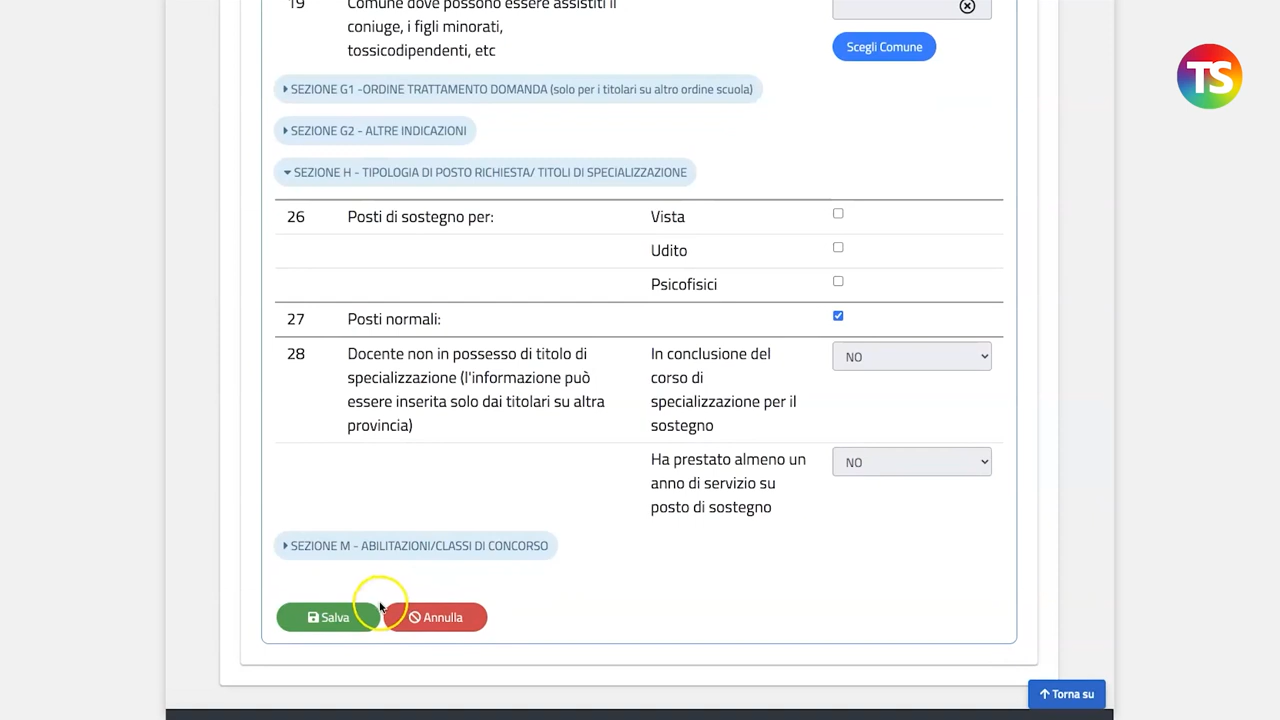 19 Comune dove possono essere assistiti il
coniuge, i figli minorati,
tossicodipendenti, etc
Scegli Comune
SEZIONE G1 -ORDINE TRATTAMENTO DOMANDA (solo per i titolari su altro ordine scuola)
SEZIONE G2 - ALTRE INDICAZIONI
SEZIONE H - TIPOLOGIA DI POSTO RICHIESTA/ TITOLI DI SPECIALIZZAZIONE
26 Posti di sostegno per: Vista
Udito
Psicofisici
27 Posti normali:
28 Docente non in possesso di titolo di
specializzazione (l'informazione può
essere inserita solo dai titolari su altra
provincia)
In conclusione del
corso di
specializzazione per il
sostegno
NO
Ha prestato almeno un
anno di servizio su
posto di sostegno
NO
SEZIONE M - ABILITAZIONI/CLASSI DI CONCORSO
Salva Annulla
Torna su
TS